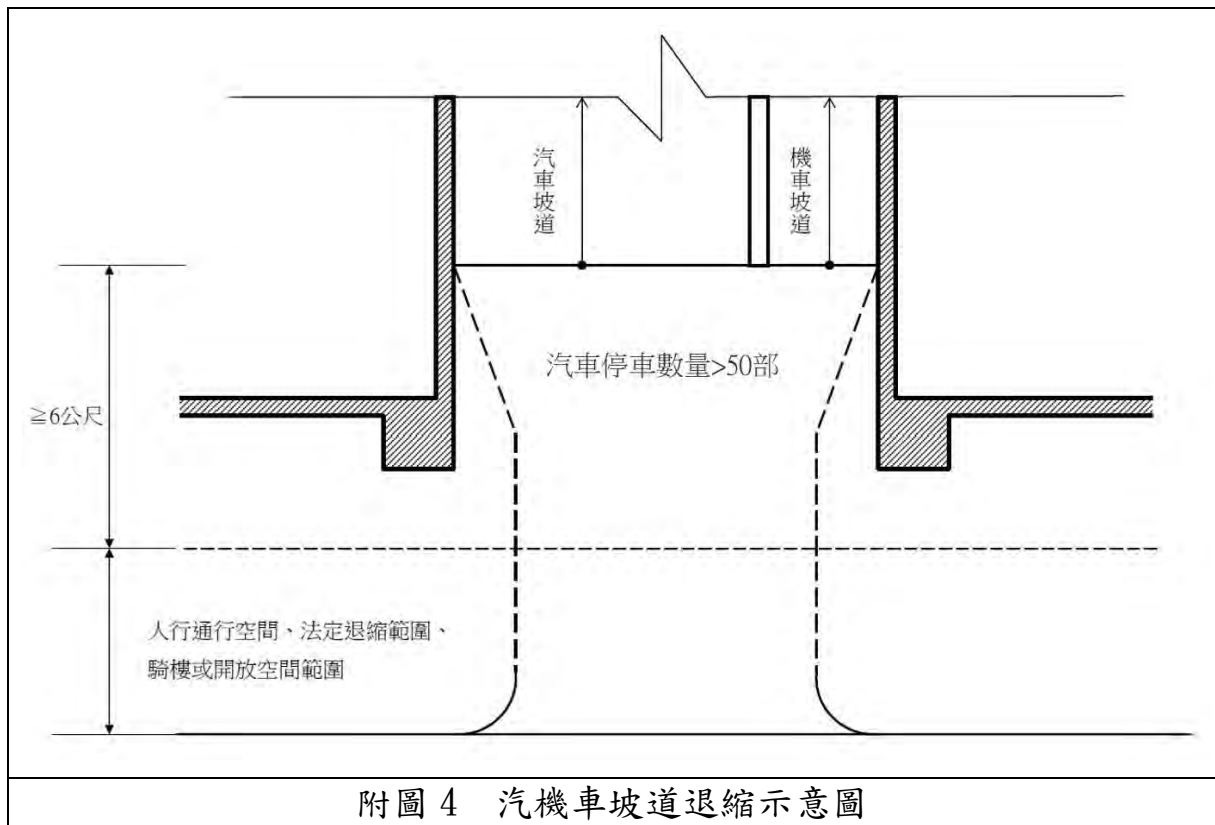 汽車坡道
機車坡道
汽車停車數量>50部
≧6公尺
人行通行空間、法定退縮範圍、
騎樓或開放空間範圍
附圖 4 汽機車坡道退縮示意圖